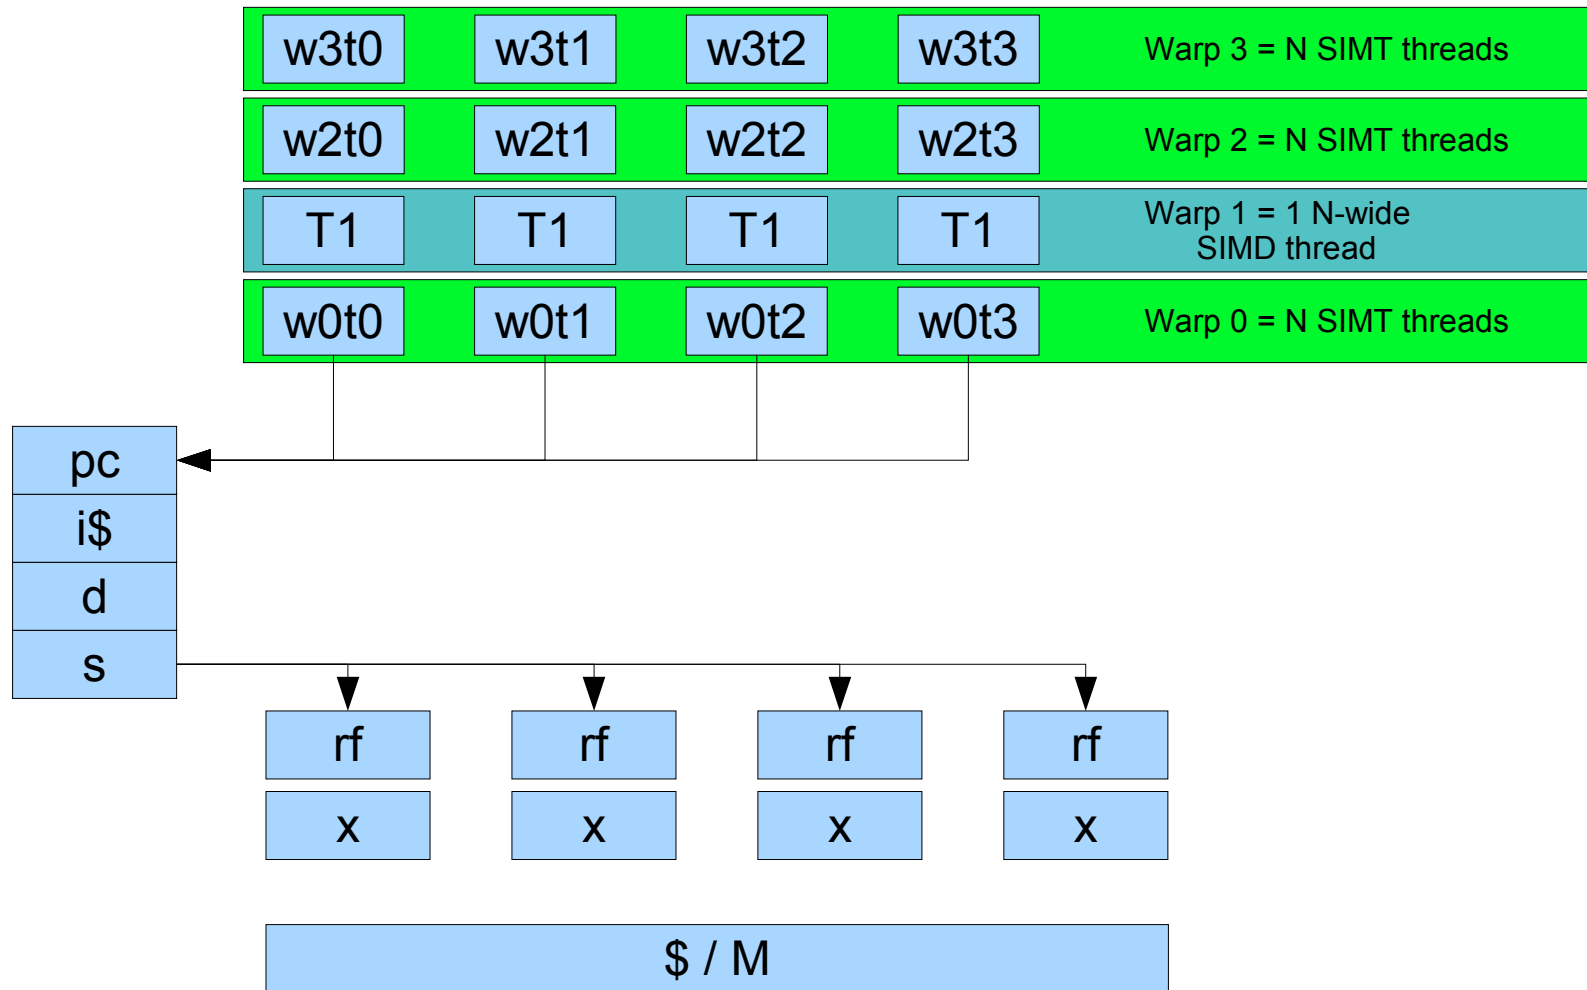 w3t0 w3t1 w3t2 w3t3 Warp 3 = N SIMT threads
w2t0 w2t1 w2t2 w2t3 Warp 2 = N SIMT threads
T1 T1 T1 T1 Warp 1 = 1 N-wide
SIMD thread
w0t0 w0t1 w0t2 w0t3 Warp 0 = N SIMT threads
pc
i$
d
s
rf rf rf rf
x x x x
$ / M